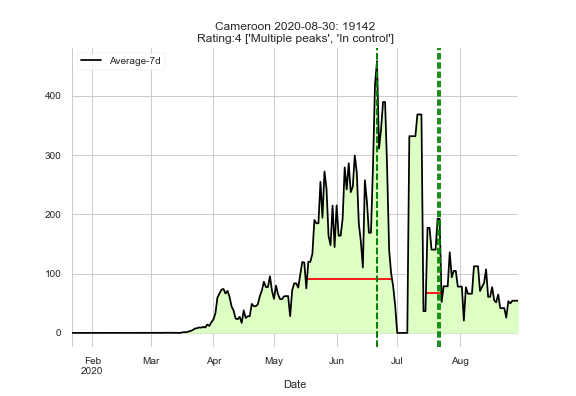 Cameroon 2020-08-30: 19142
Rating:4 ['Multiple peaks', 'In control']
Average-7d
400
300
200
100
0
Feb
2020
Mar
Apr
May
Jun
Jul
Aug
Date